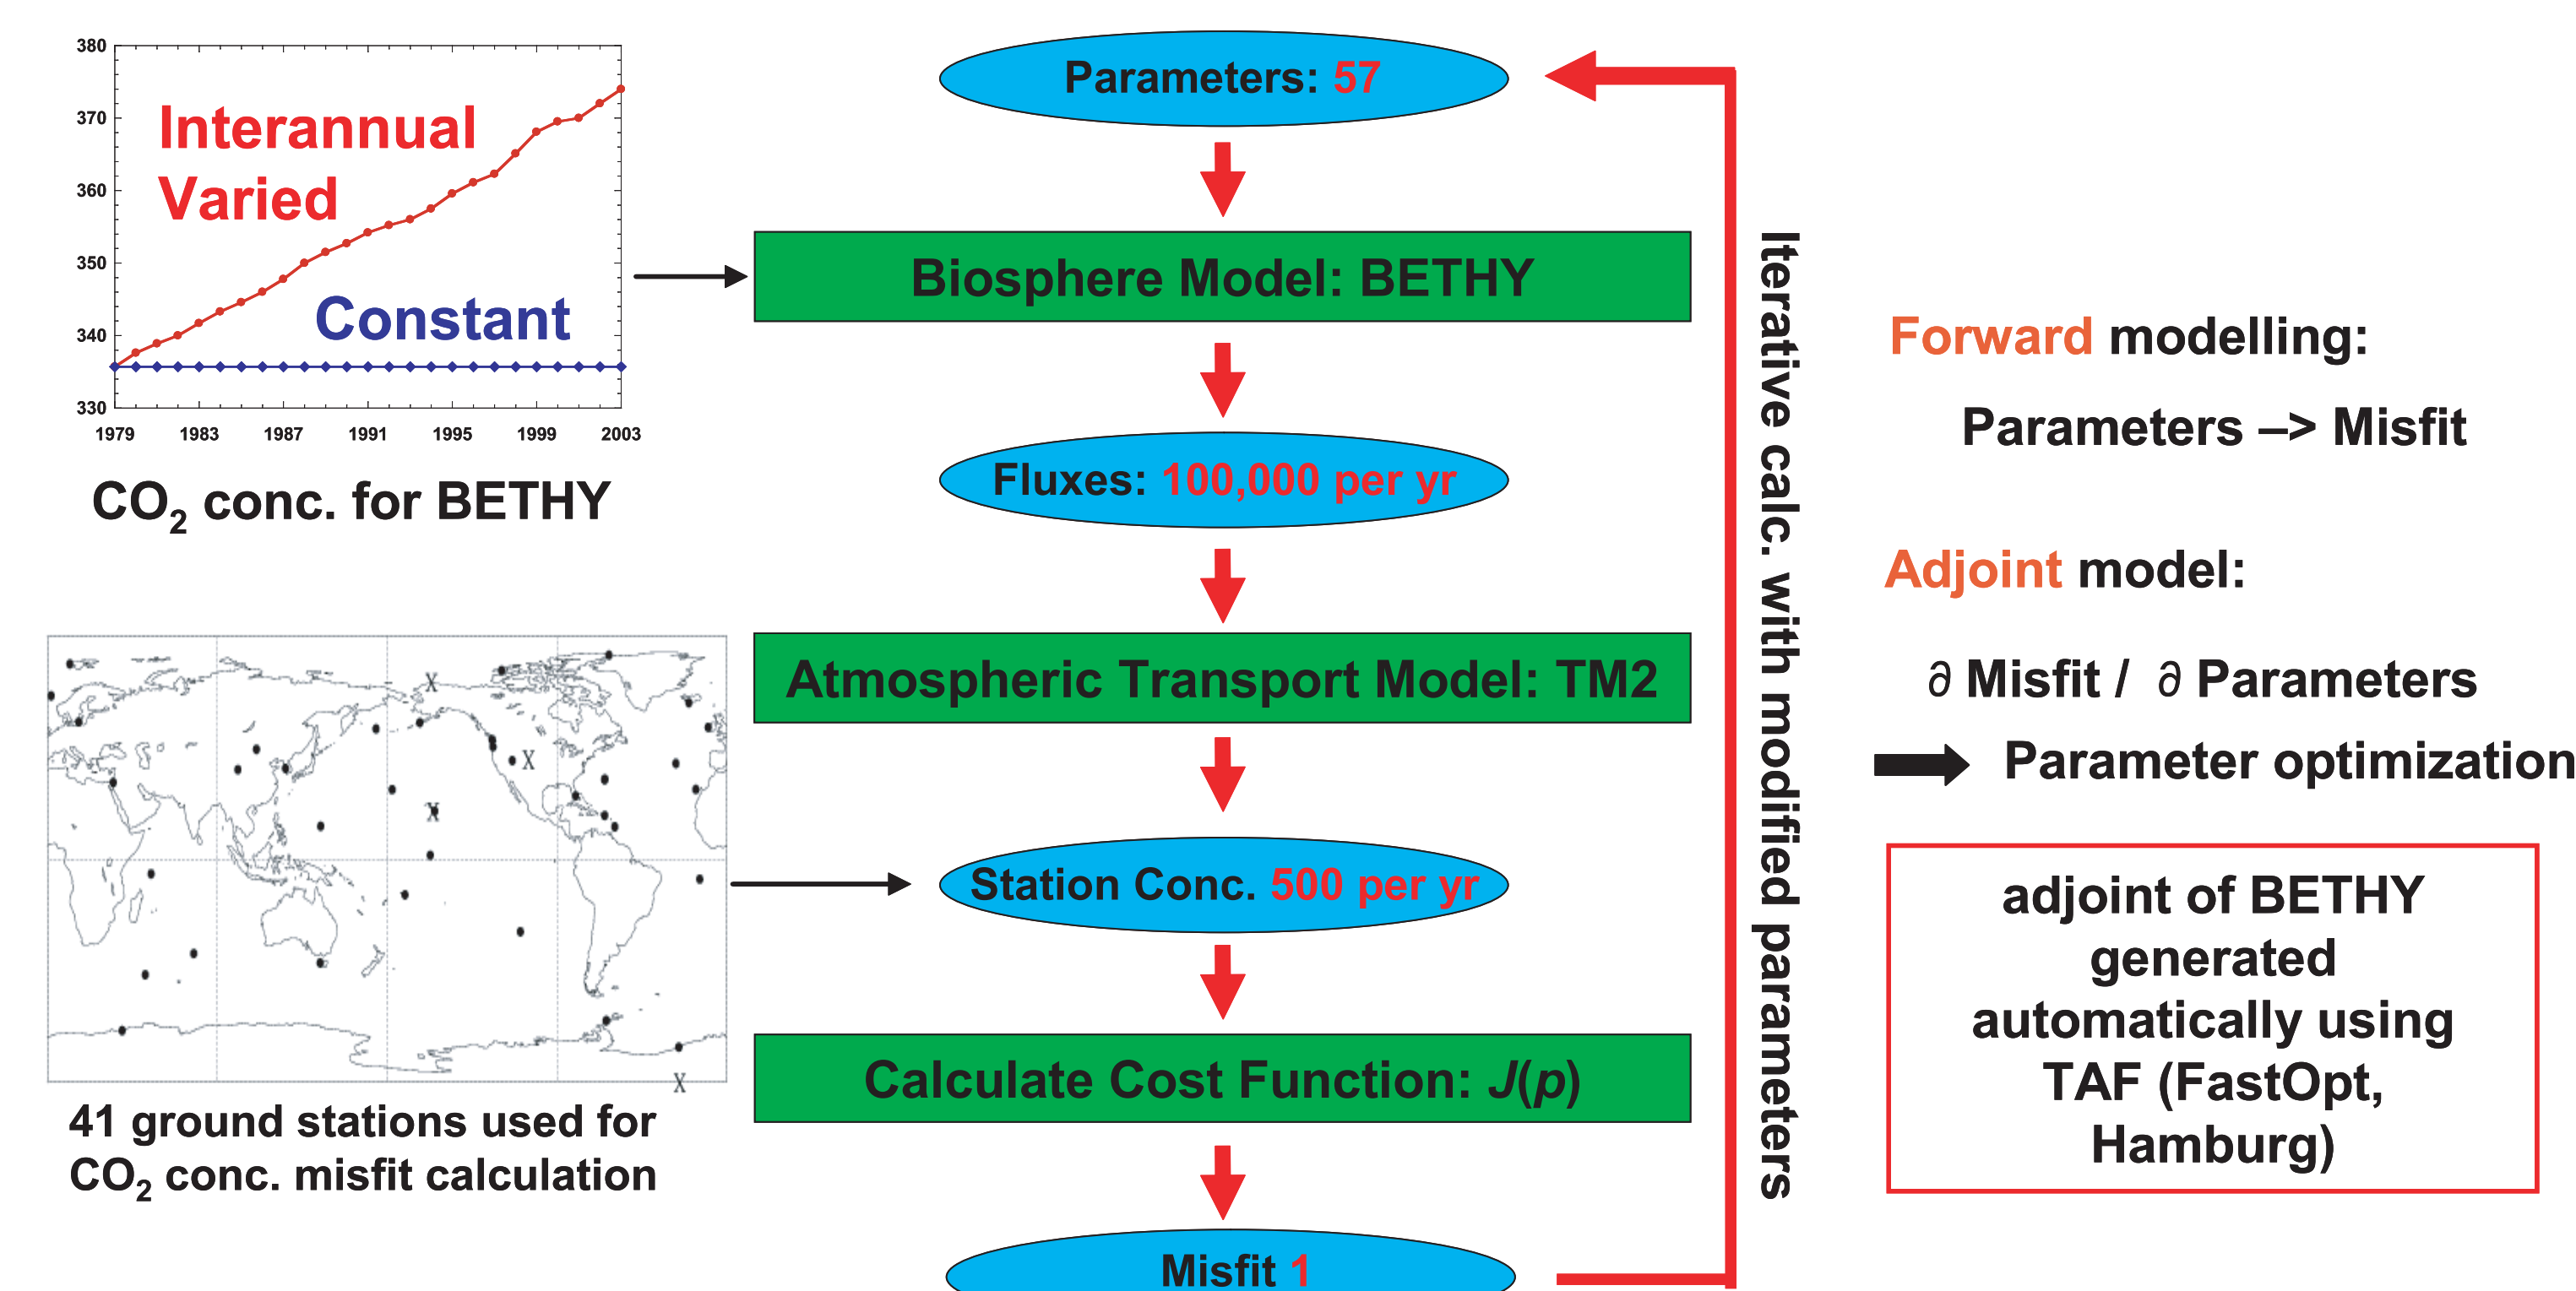 380
370
360
350
340
330
1979 1983 1987 1991 1995 1999 2003
Interannual
Varied
Constant
CO₂ conc. for BETHY
X
X
X
X
41 ground stations used for
CO₂ conc. misfit calculation
Parameters: 57
Biosphere Model: BETHY
Fluxes: 100,000 per yr
Atmospheric Transport Model: TM2
Station Conc. 500 per yr
Calculate Cost Function: J(p)
Misfit 1
Iterative calc. with modified parameters
Forward modelling:
Parameters –> Misfit
Adjoint model:
∂ Misfit / ∂ Parameters
Parameter optimization
adjoint of BETHY
generated
automatically using
TAF (FastOpt,
Hamburg)